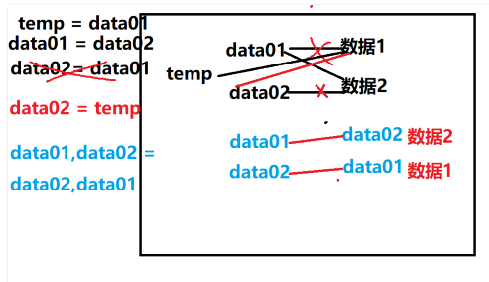 temp = data01
data01 = data02
data02= data01
data02 = temp
data01,data02 =
data02,data01
data01 数据1
temp
data02 数据2
data01 data02 数据2
data02 data01 数据1